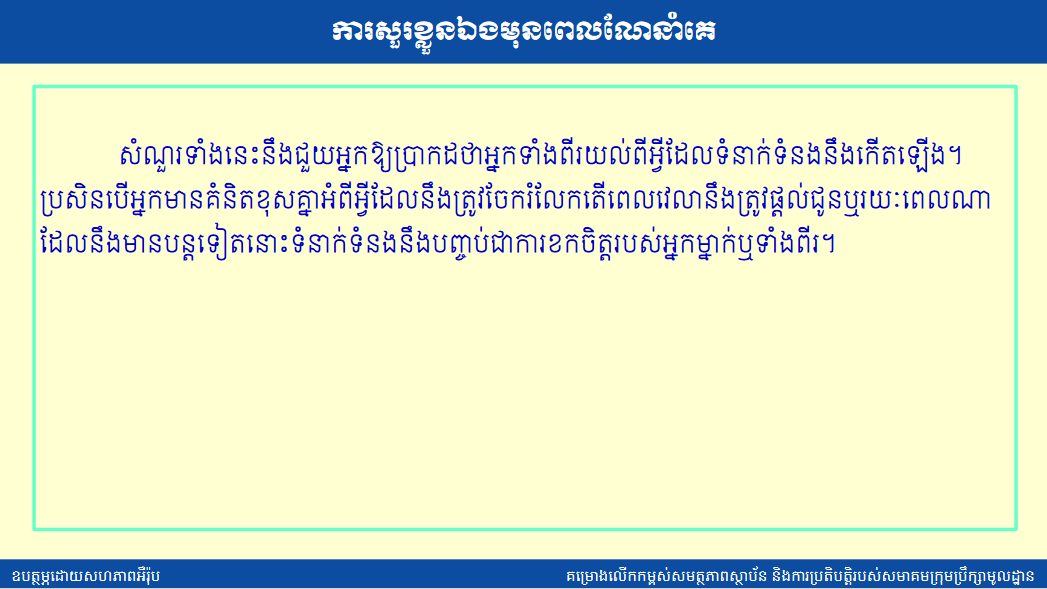 ការសួរខ្លួនឯងមុនពេលណែនាំគេ
សំណួរទាំងនេះនឹងជួយអ្នកឱ្យប្រាកដថាអ្នកទាំងពីរយល់ពីអ្វីដែលទំនាក់ទំនងនឹងកើតឡើង។
ប្រសិនបើអ្នកមានគំនិតខុសគ្នាអំពីអ្វីដែលនឹងត្រូវចែករំលែកតើពេលវេលានឹងត្រូវផ្តល់ជូនឬរយៈពេលណា
ដែលនឹងមានបន្តទៀតនោះទំនាក់ទំនងនឹងបញ្ចប់ជាការខកចិត្តរបស់អ្នកម្នាក់ឬទាំងពីរ។
ឧបត្ថម្ភដោយសហភាពអឺរ៉ុប
គម្រោងលើកកម្ពស់សមត្ថភាពស្ថាប័ន និងការប្រតិបត្តិរបស់សមាគមក្រុមប្រឹក្សាមូលដ្ឋាន